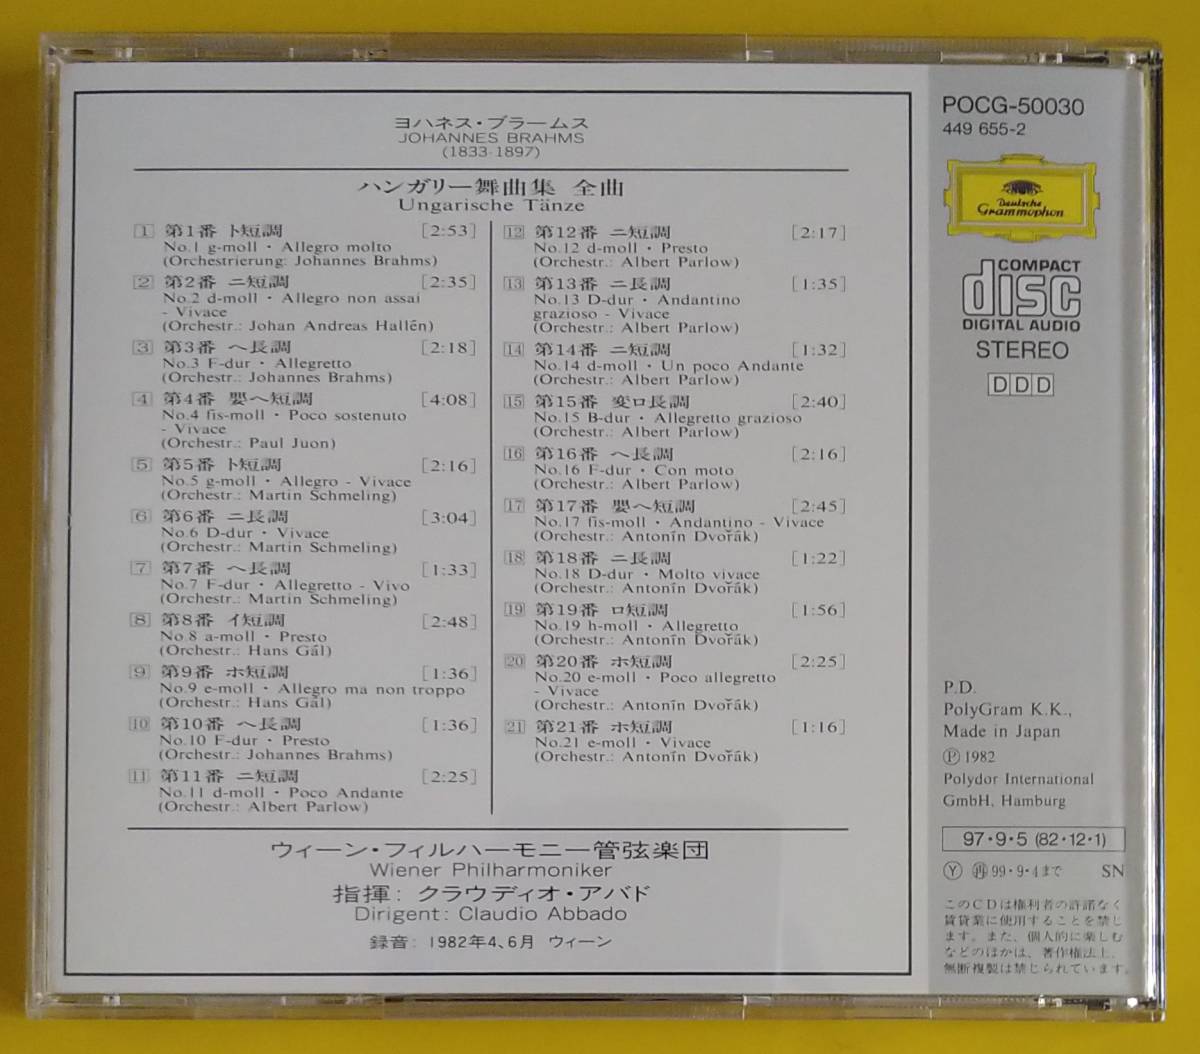 ヨハネス・ブラームス
JOHANNES BRAHMS
(1833-1897)
ハンガリー舞曲集 全曲
Ungarische Tänze
1 第1番 ト短調 [2:53]
No.1 g-moll・Allegro molto
(Orchestrierung: Johannes Brahms)
2 第2番 ニ短調 [2:35]
No.2 d-moll・Allegro non assai
- Vivace
(Orchestr.: Johan Andreas Hallén)
3 第3番 ヘ長調 [2:18]
No.3 F-dur・Allegretto
(Orchestr.: Johannes Brahms)
4 第4番 嬰ヘ短調 [4:08]
No.4 fis-moll・Poco sostenuto
- Vivace
(Orchestr.: Paul Juon)
5 第5番 ト短調 [2:16]
No.5 g-moll・Allegro - Vivace
(Orchestr.: Martin Schmeling)
6 第6番 ニ長調 [3:04]
No.6 D-dur・Vivace
(Orchestr.: Martin Schmeling)
7 第7番 ヘ長調 [1:33]
No.7 F-dur・Allegretto - Vivo
(Orchestr.: Martin Schmeling)
8 第8番 イ短調 [2:48]
No.8 a-moll・Presto
(Orchestr.: Hans Gál)
9 第9番 ホ短調 [1:36]
No.9 e-moll・Allegro ma non troppo
(Orchestr.: Hans Gál)
10 第10番 ヘ長調 [1:36]
No.10 F-dur・Presto
(Orchestr.: Johannes Brahms)
11 第11番 ニ短調 [2:25]
No.11 d-moll・Poco Andante
(Orchestr.: Albert Parlow)
12 第12番 ニ短調 [2:17]
No.12 d-moll・Presto
(Orchestr.: Albert Parlow)
13 第13番 ニ長調 [1:35]
No.13 D-dur・Andantino
grazioso - Vivace
(Orchestr.: Albert Parlow)
14 第14番 ニ短調 [1:32]
No.14 d-moll・Un poco Andante
(Orchestr.: Albert Parlow)
15 第15番 変ロ長調 [2:40]
No.15 B-dur・Allegretto grazioso
(Orchestr.: Albert Parlow)
16 第16番 ヘ長調 [2:16]
No.16 F-dur・Con moto
(Orchestr.: Albert Parlow)
17 第17番 嬰ヘ短調 [2:45]
No.17 fis-moll・Andantino - Vivace
(Orchestr.: Antonín Dvořák)
18 第18番 ニ長調 [1:22]
No.18 D-dur・Molto vivace
(Orchestr.: Antonín Dvořák)
19 第19番 ロ短調 [1:56]
No.19 h-moll・Allegretto
(Orchestr.: Antonín Dvořák)
20 第20番 ホ短調 [2:25]
No.20 e-moll・Poco allegretto
- Vivace
(Orchestr.: Antonín Dvořák)
21 第21番 ホ短調 [1:16]
No.21 e-moll・Vivace
(Orchestr.: Antonín Dvořák)
ウィーン・フィルハーモニー管弦楽団
Wiener Philharmoniker
指揮: クラウディオ・アバド
Dirigent: Claudio Abbado
録音: 1982年4、6月 ウィーン
POCG-50030
449 655-2
Deutsche
Grammophon
COMPACT
disc
DIGITAL AUDIO
STEREO
DDD
P.D.
PolyGram K.K.,
Made in Japan
Ⓟ1982
Polydor International
GmbH, Hamburg
97・9・5 (82・12・1)
Ⓨ ㊢99・9・4まで SN
このCDは権利者の許諾なく
賃貸業に使用することを禁じ
ます。また、個人的に楽しむ
などのほかは、著作権法上、
無断複製は禁じられています。